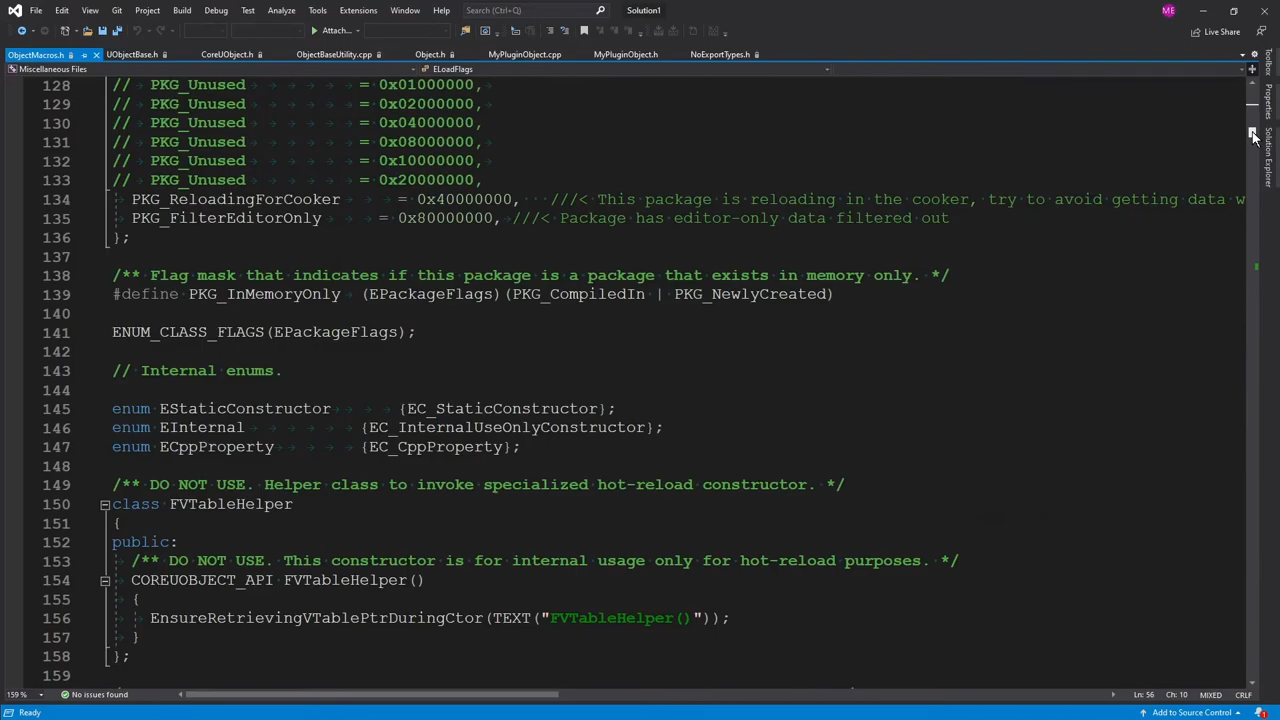 File Edit View Git Project Build Debug Test Analyze Tools Extensions Window Help Search (Ctrl+Q) Solution1 ME
Attach... Live Share
ObjectMacros.h UObjectBase.h CoreUObject.h ObjectBaseUtility.cpp Object.h MyPluginObject.cpp MyPluginObject.h NoExportTypes.h
Miscellaneous Files ELoadFlags
128 // PKG_Unused = 0x01000000,
129 // PKG_Unused = 0x02000000,
130 // PKG_Unused = 0x04000000,
131 // PKG_Unused = 0x08000000,
132 // PKG_Unused = 0x10000000,
133 // PKG_Unused = 0x20000000,
134 PKG_ReloadingForCooker = 0x40000000, ///< This package is reloading in the cooker, try to avoid getting data w
135 PKG_FilterEditorOnly = 0x80000000, ///< Package has editor-only data filtered out
136 };
137
138 /** Flag mask that indicates if this package is a package that exists in memory only. */
139 #define PKG_InMemoryOnly (EPackageFlags)(PKG_CompiledIn | PKG_NewlyCreated)
140
141 ENUM_CLASS_FLAGS(EPackageFlags);
142
143 // Internal enums.
144
145 enum EStaticConstructor {EC_StaticConstructor};
146 enum EInternal {EC_InternalUseOnlyConstructor};
147 enum ECppProperty {EC_CppProperty};
148
149 /** DO NOT USE. Helper class to invoke specialized hot-reload constructor. */
150 class FVTableHelper
151 {
152 public:
153 /** DO NOT USE. This constructor is for internal usage only for hot-reload purposes. */
154 COREUOBJECT_API FVTableHelper()
155 {
156 EnsureRetrievingVTablePtrDuringCtor(TEXT("FVTableHelper()"));
157 }
158 };
159
Toolbox
Properties
Solution Explorer
159 % No issues found Ln: 56 Ch: 10 MIXED CRLF
Ready Add to Source Control 1